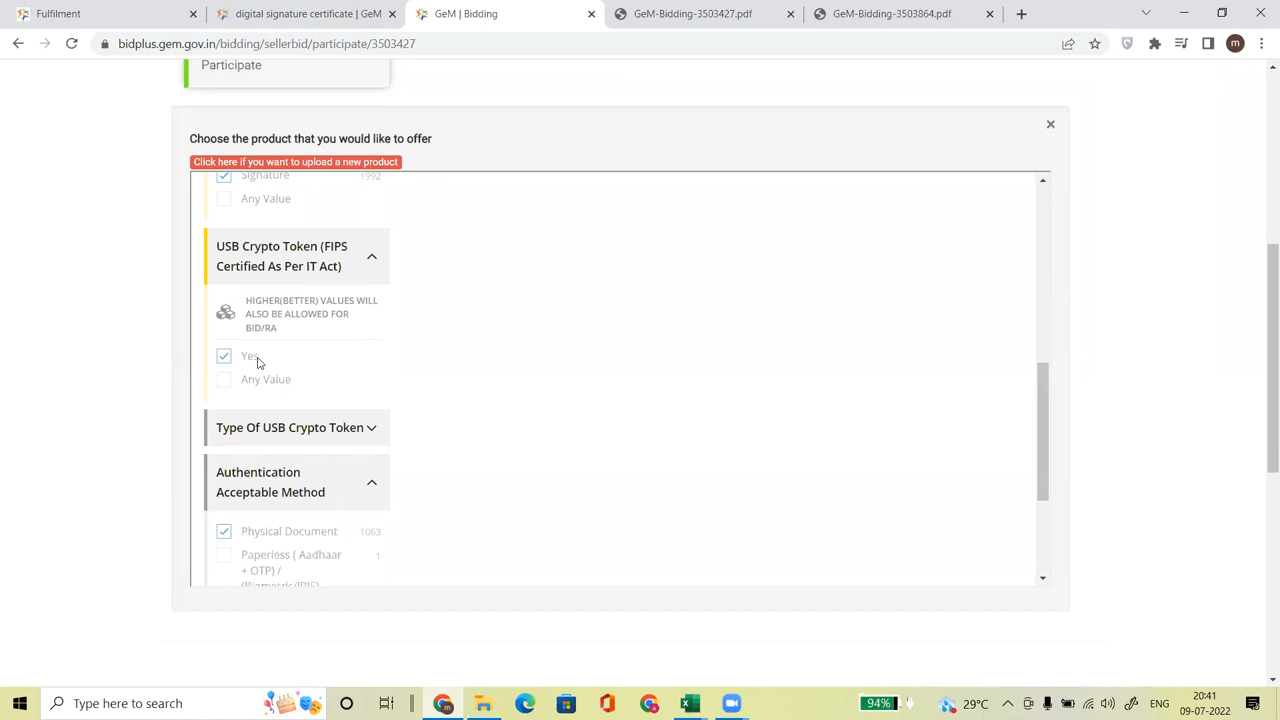 Fulfilment
digital signature certificate | GeM
GeM | Bidding
GeM-Bidding-3503427.pdf
GeM-Bidding-3503864.pdf
bidplus.gem.gov.in/bidding/sellerbid/participate/3503427
m
Participate
Choose the product that you would like to offer
Click here if you want to upload a new product
Signature 1992
Any Value
USB Crypto Token (FIPS
Certified As Per IT Act)
HIGHER(BETTER) VALUES WILL
ALSO BE ALLOWED FOR
BID/RA
Yes
Any Value
Type Of USB Crypto Token
Authentication
Acceptable Method
Physical Document 1063
Paperless ( Aadhaar 1
+ OTP) /
(Biometric/IRIS)
Type here to search
94%
29°C
ENG
20:41
09-07-2022